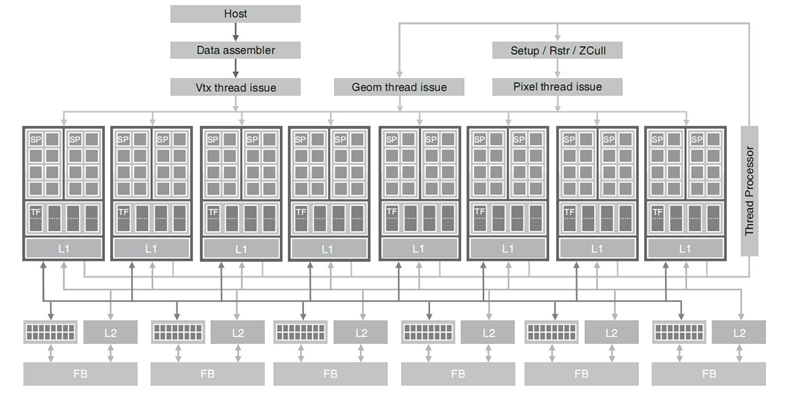 Host
Data assembler
Setup / Rstr / ZCull
Vtx thread issue
Geom thread issue
Pixel thread issue
SP SP SP SP SP SP SP SP SP SP SP SP SP SP SP SP
Thread Processor
TF TF TF TF TF TF TF TF
L1 L1 L1 L1 L1 L1 L1 L1
L2 L2 L2 L2 L2 L2
FB FB FB FB FB FB